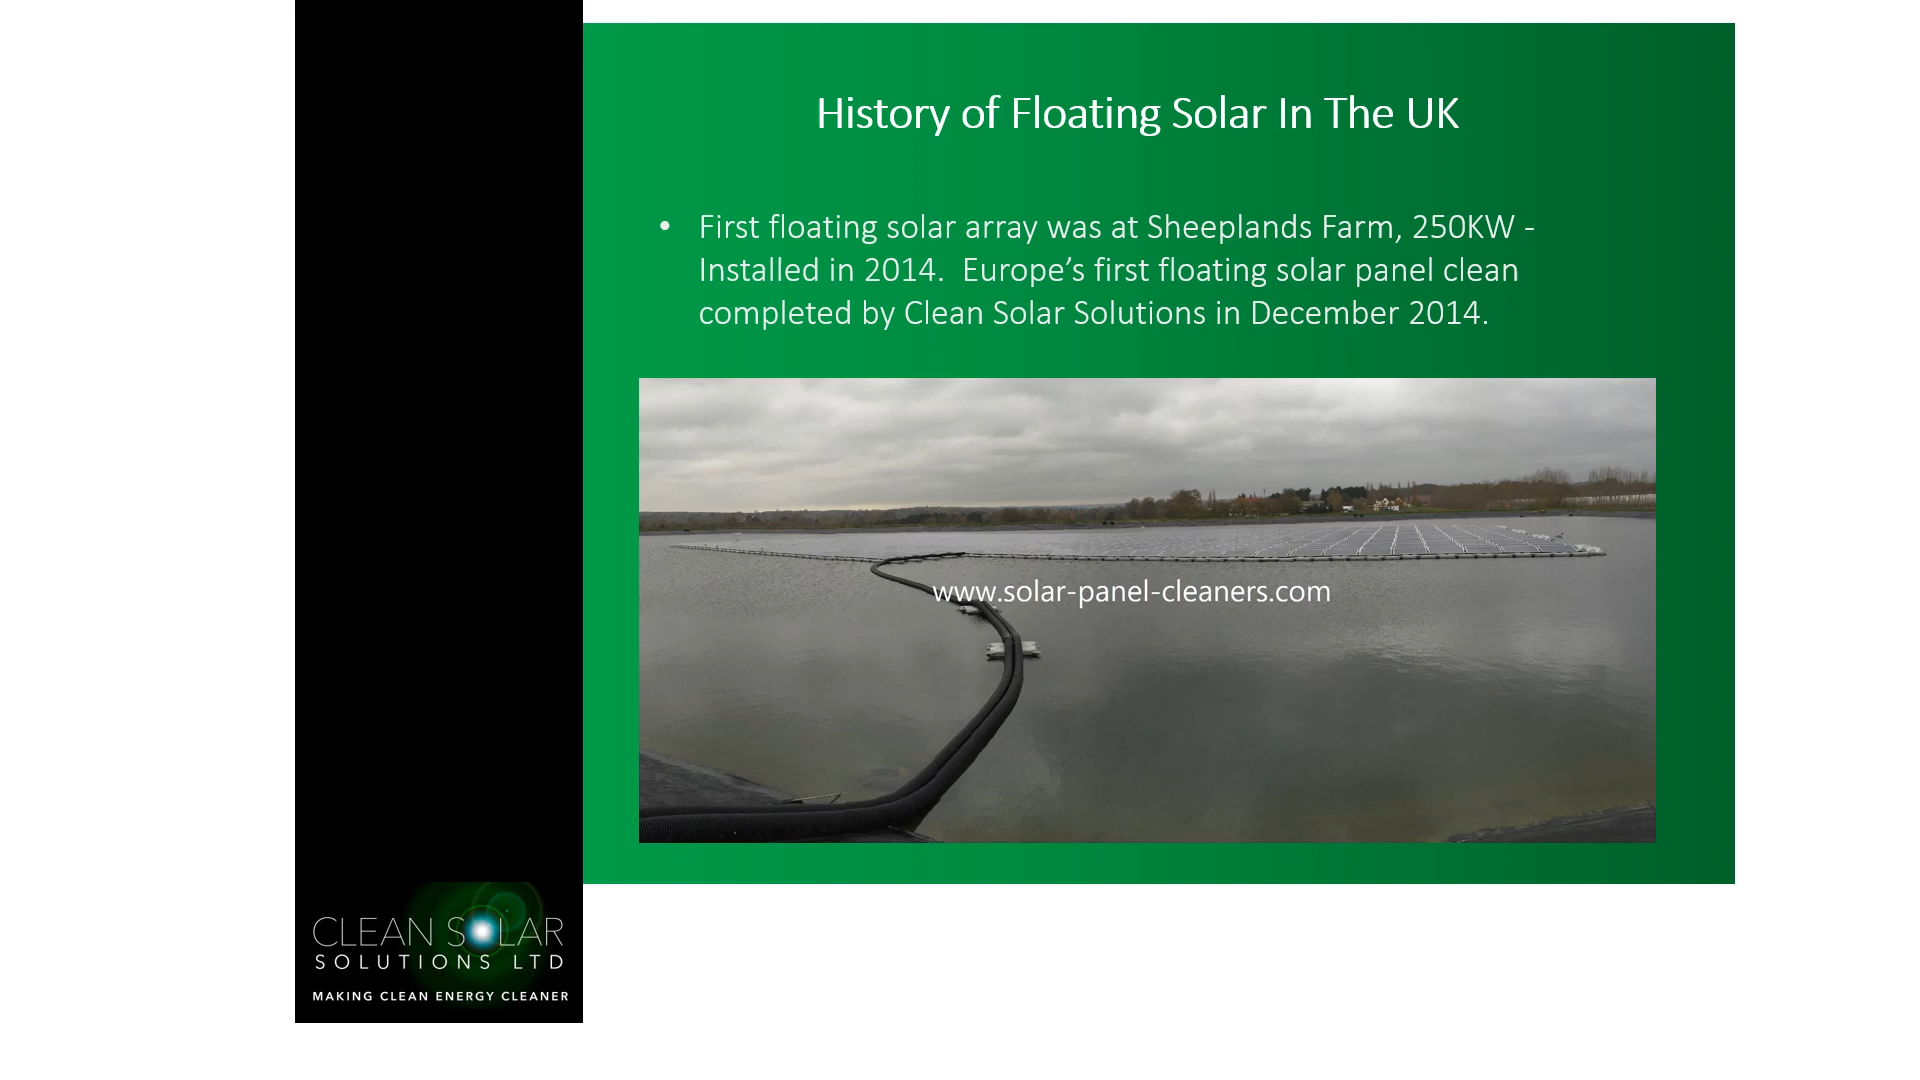 History of Floating Solar In The UK
• First floating solar array was at Sheeplands Farm, 250KW -
Installed in 2014.  Europe’s first floating solar panel clean
completed by Clean Solar Solutions in December 2014.
www.solar-panel-cleaners.com
CLEAN SOLAR
SOLUTIONS LTD
MAKING CLEAN ENERGY CLEANER